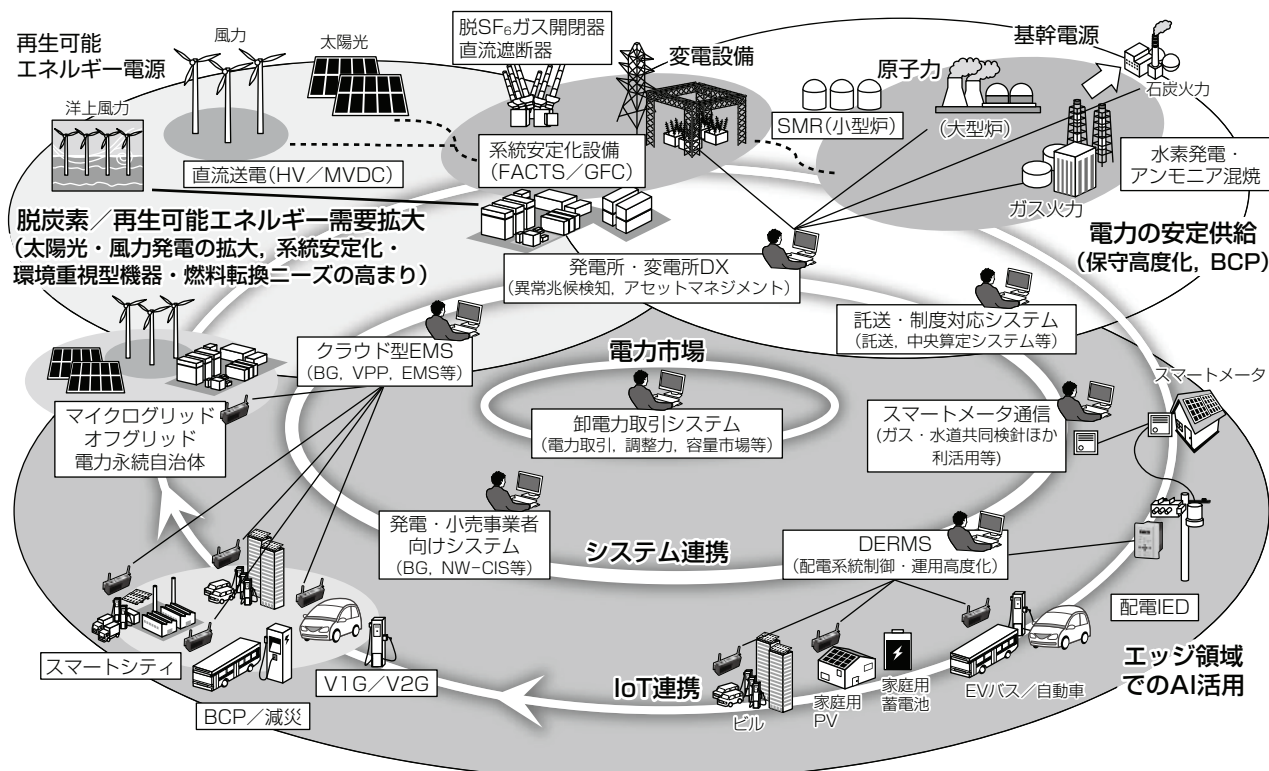 再生可能
エネルギー電源
風力
太陽光
洋上風力
直流送電(HV／MVDC)
脱SF₆ガス開閉器
直流遮断器
変電設備
系統安定化設備
(FACTS／GFC)
基幹電源
原子力
石炭火力
SMR(小型炉)
(大型炉)
水素発電・
アンモニア混焼
ガス火力
脱炭素／再生可能エネルギー需要拡大
(太陽光・風力発電の拡大, 系統安定化・
環境重視型機器・燃料転換ニーズの高まり)
電力の安定供給
(保守高度化, BCP)
発電所・変電所DX
(異常兆候検知, アセットマネジメント)
託送・制度対応システム
(託送, 中央算定システム等)
クラウド型EMS
(BG, VPP, EMS等)
電力市場
卸電力取引システム
(電力取引, 調整力, 容量市場等)
スマートメータ
スマートメータ通信
(ガス・水道共同検針ほか
利活用等)
マイクログリッド
オフグリッド
電力永続自治体
発電・小売事業者
向けシステム
(BG, NW-CIS等)
システム連携
DERMS
(配電系統制御・運用高度化)
配電IED
スマートシティ
BCP／減災
V1G／V2G
IoT連携
ビル
家庭用
PV
家庭用
蓄電池
EVバス／自動車
エッジ領域
でのAI活用